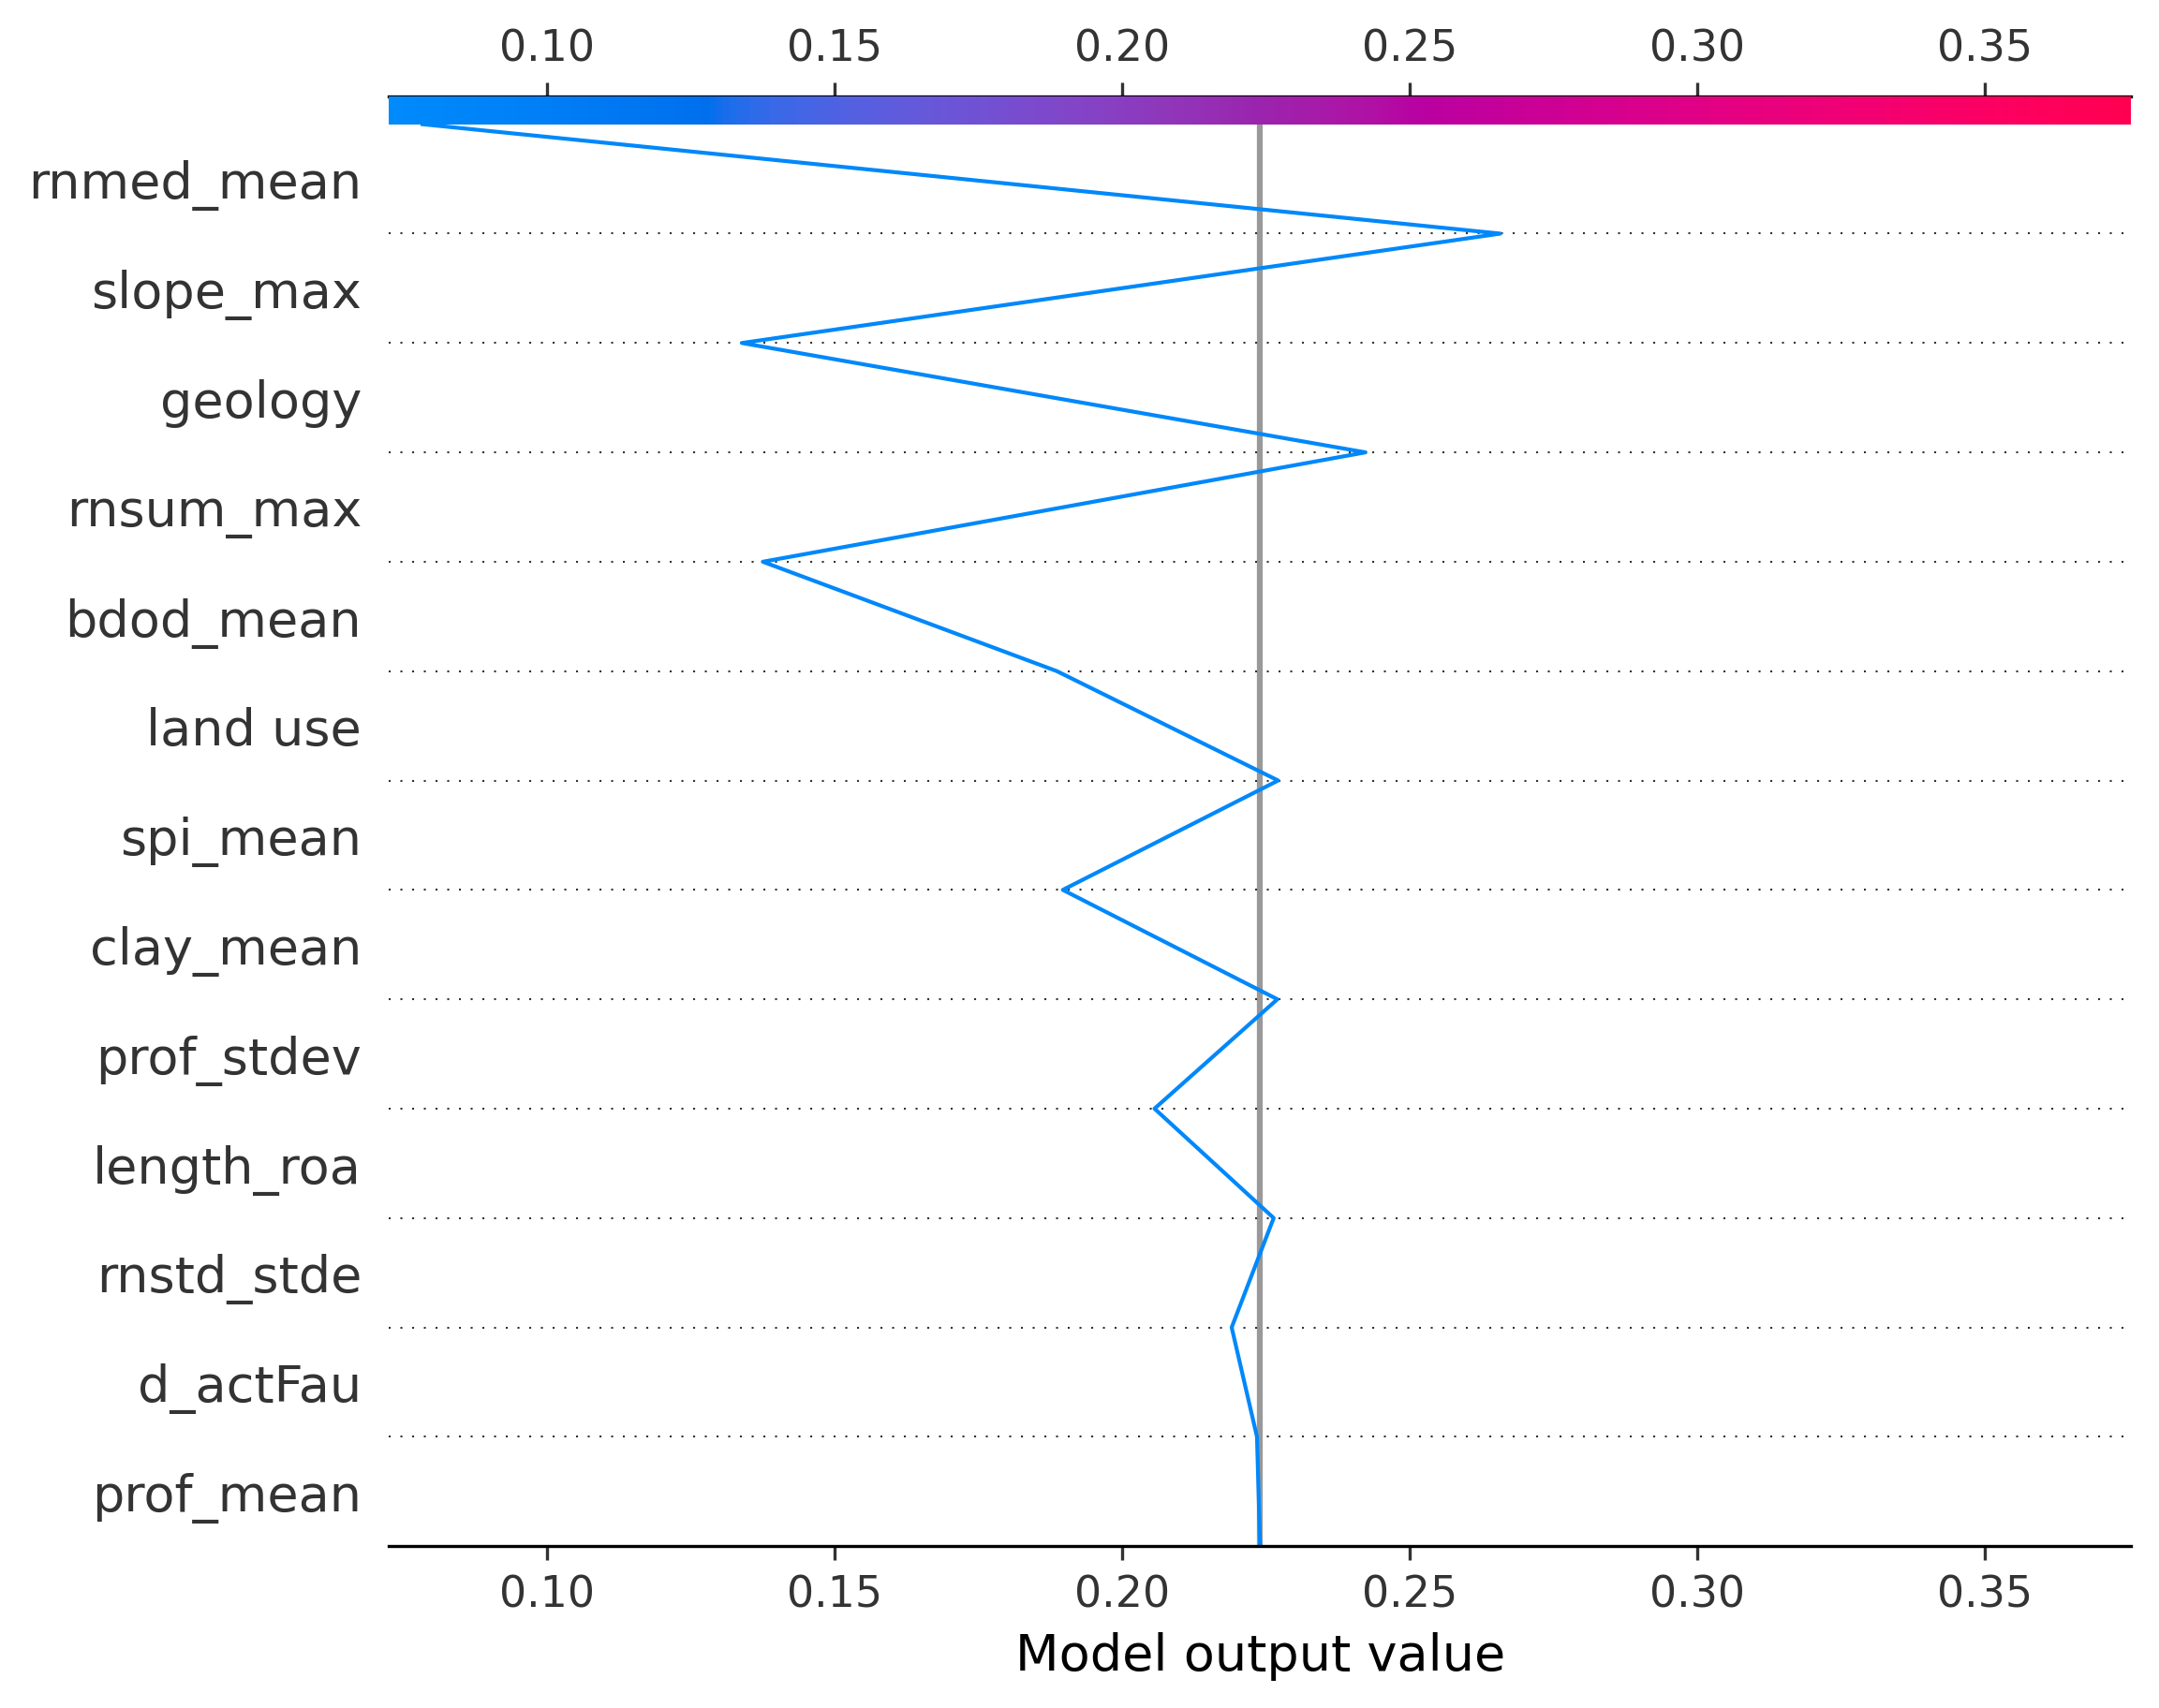 0.10 0.15 0.20 0.25 0.30 0.35
rnmed_mean
slope_max
geology
rnsum_max
bdod_mean
land use
spi_mean
clay_mean
prof_stdev
length_roa
rnstd_stde
d_actFau
prof_mean
0.10 0.15 0.20 0.25 0.30 0.35
Model output value